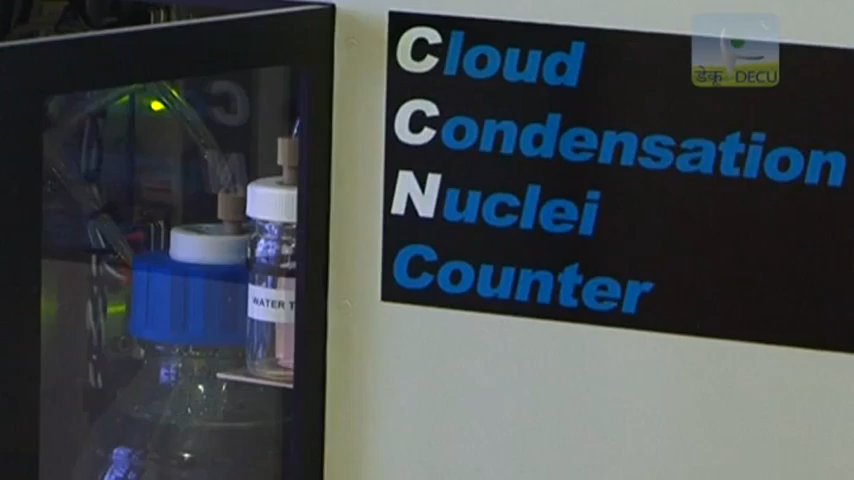 Cloud
Condensation
Nuclei
Counter
डेकू DECU
WATER T